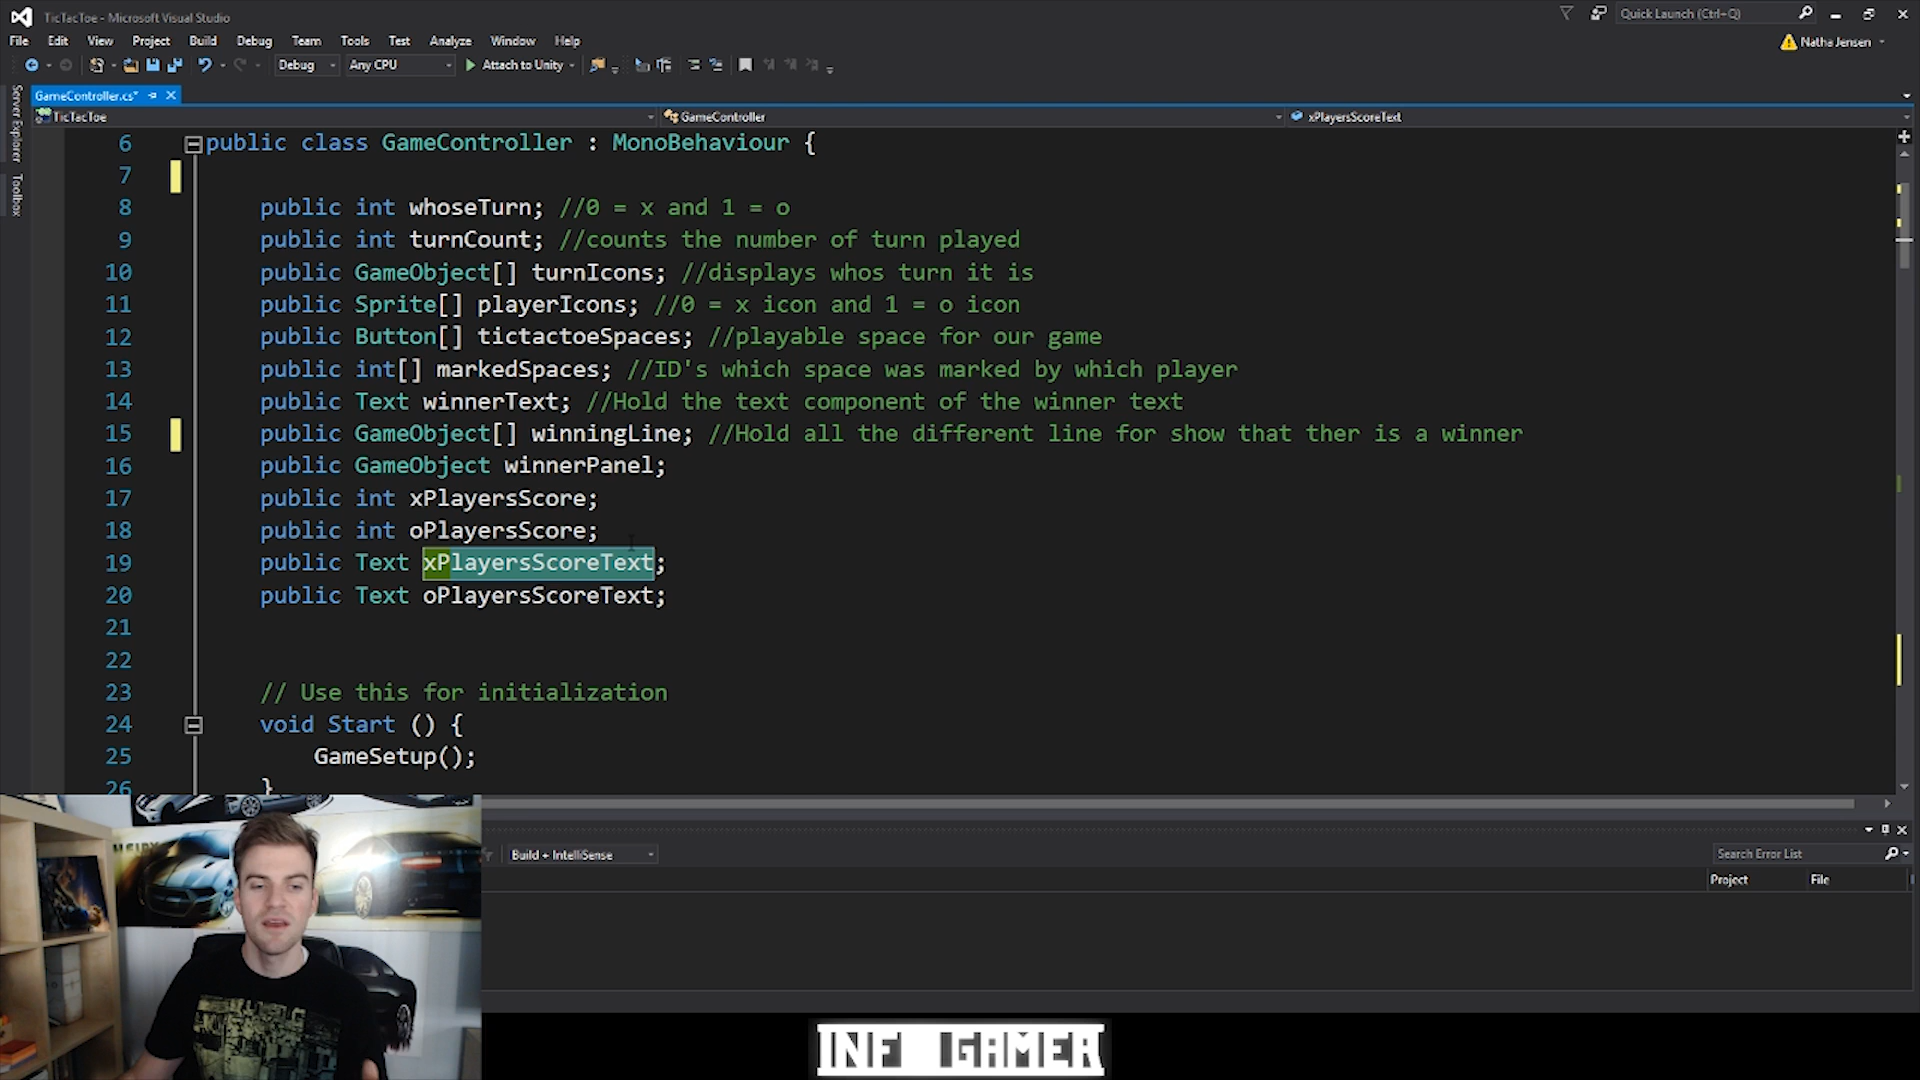 TicTacToe - Microsoft Visual Studio
Quick Launch (Ctrl+Q)
File Edit View Project Build Debug Team Tools Test Analyze Window Help
Natha Jensen
Debug Any CPU Attach to Unity
Server Explorer
Toolbox
GameController.cs*
TicTacToe GameController xPlayersScoreText
6 public class GameController : MonoBehaviour {
7
8 public int whoseTurn; //0 = x and 1 = o
9 public int turnCount; //counts the number of turn played
10 public GameObject[] turnIcons; //displays whos turn it is
11 public Sprite[] playerIcons; //0 = x icon and 1 = o icon
12 public Button[] tictactoeSpaces; //playable space for our game
13 public int[] markedSpaces; //ID's which space was marked by which player
14 public Text winnerText; //Hold the text component of the winner text
15 public GameObject[] winningLine; //Hold all the different line for show that ther is a winner
16 public GameObject winnerPanel;
17 public int xPlayersScore;
18 public int oPlayersScore;
19 public Text xPlayersScoreText;
20 public Text oPlayersScoreText;
21
22
23 // Use this for initialization
24 void Start () {
25 GameSetup();
26 }
Build + IntelliSense
Search Error List
Project File
INF GAMER